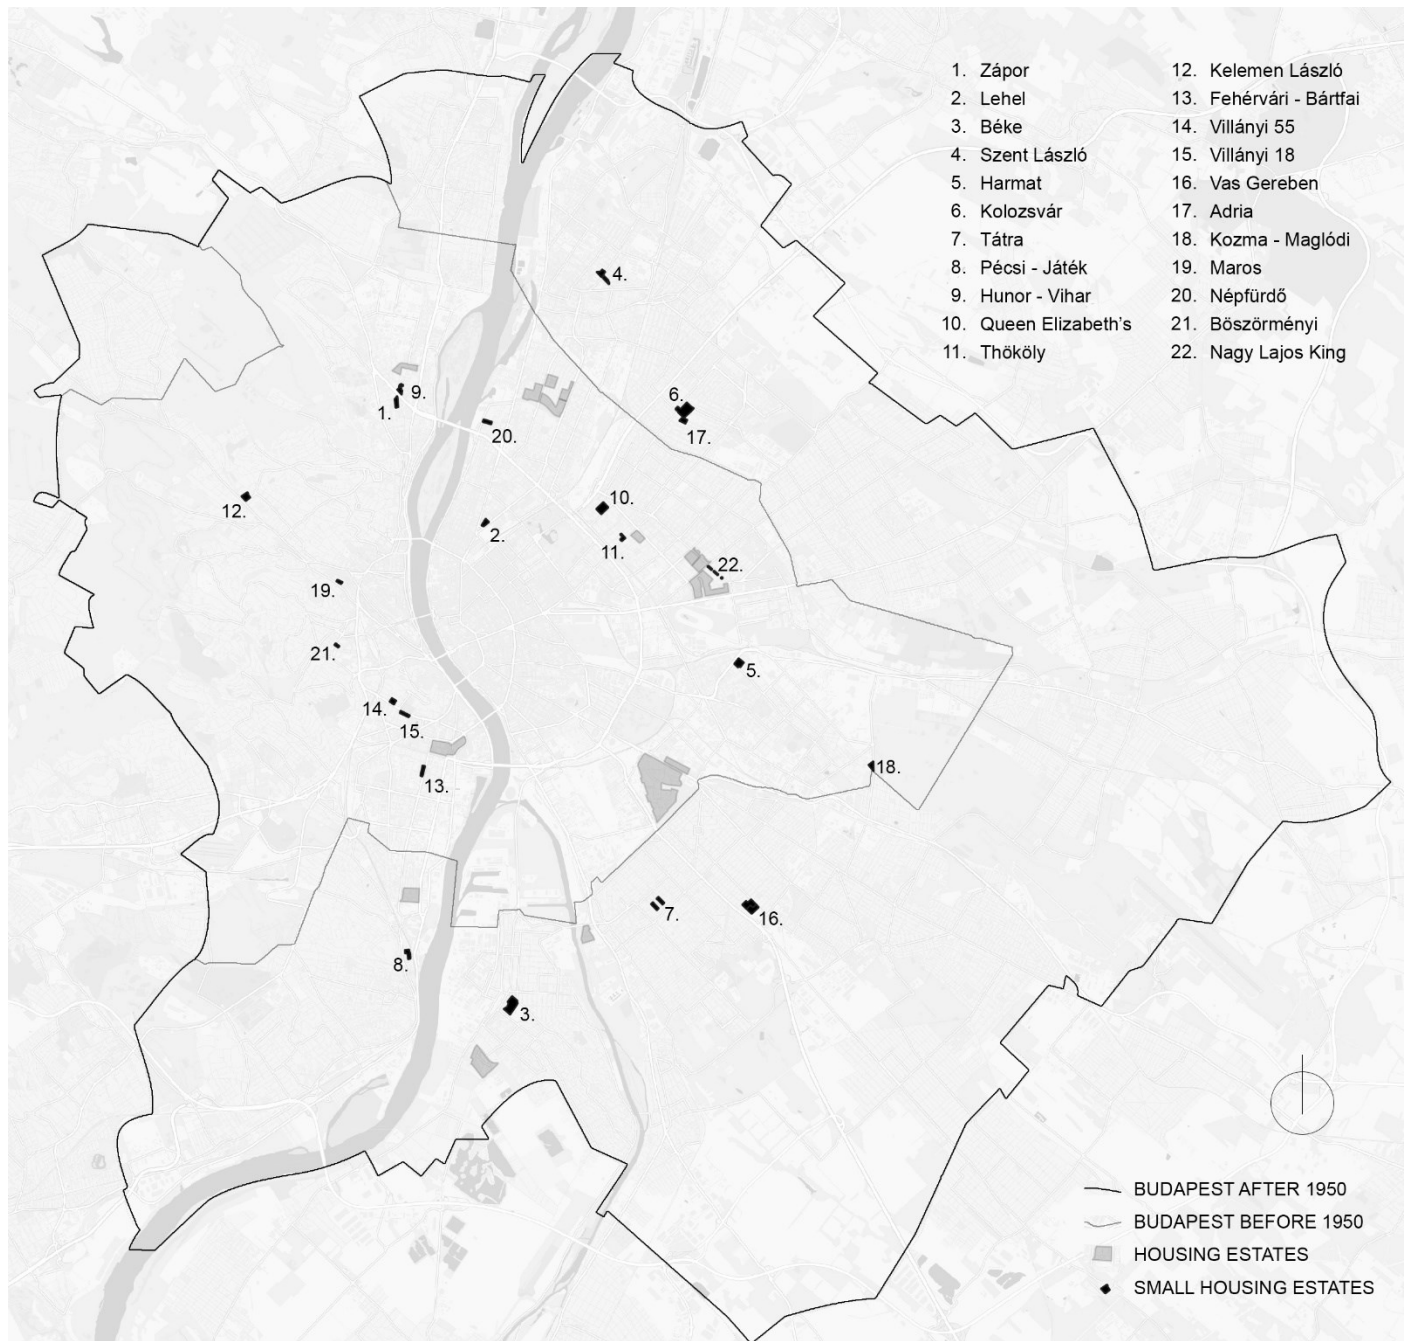 1. Zápor
2. Lehel
3. Béke
4. Szent László
5. Harmat
6. Kolozsvár
7. Tátra
8. Pécsi - Játék
9. Hunor - Vihar
10. Queen Elizabeth's
11. Thököly
12. Kelemen László
13. Fehérvári - Bártfai
14. Villányi 55
15. Villányi 18
16. Vas Gereben
17. Adria
18. Kozma - Maglódi
19. Maros
20. Népfürdő
21. Böszörményi
22. Nagy Lajos King
4.
9.
1.
6.
17.
20.
12.
10.
2.
11.
22.
19.
21.
5.
14.
15.
13.
18.
7.
16.
8.
3.
BUDAPEST AFTER 1950
BUDAPEST BEFORE 1950
HOUSING ESTATES
SMALL HOUSING ESTATES